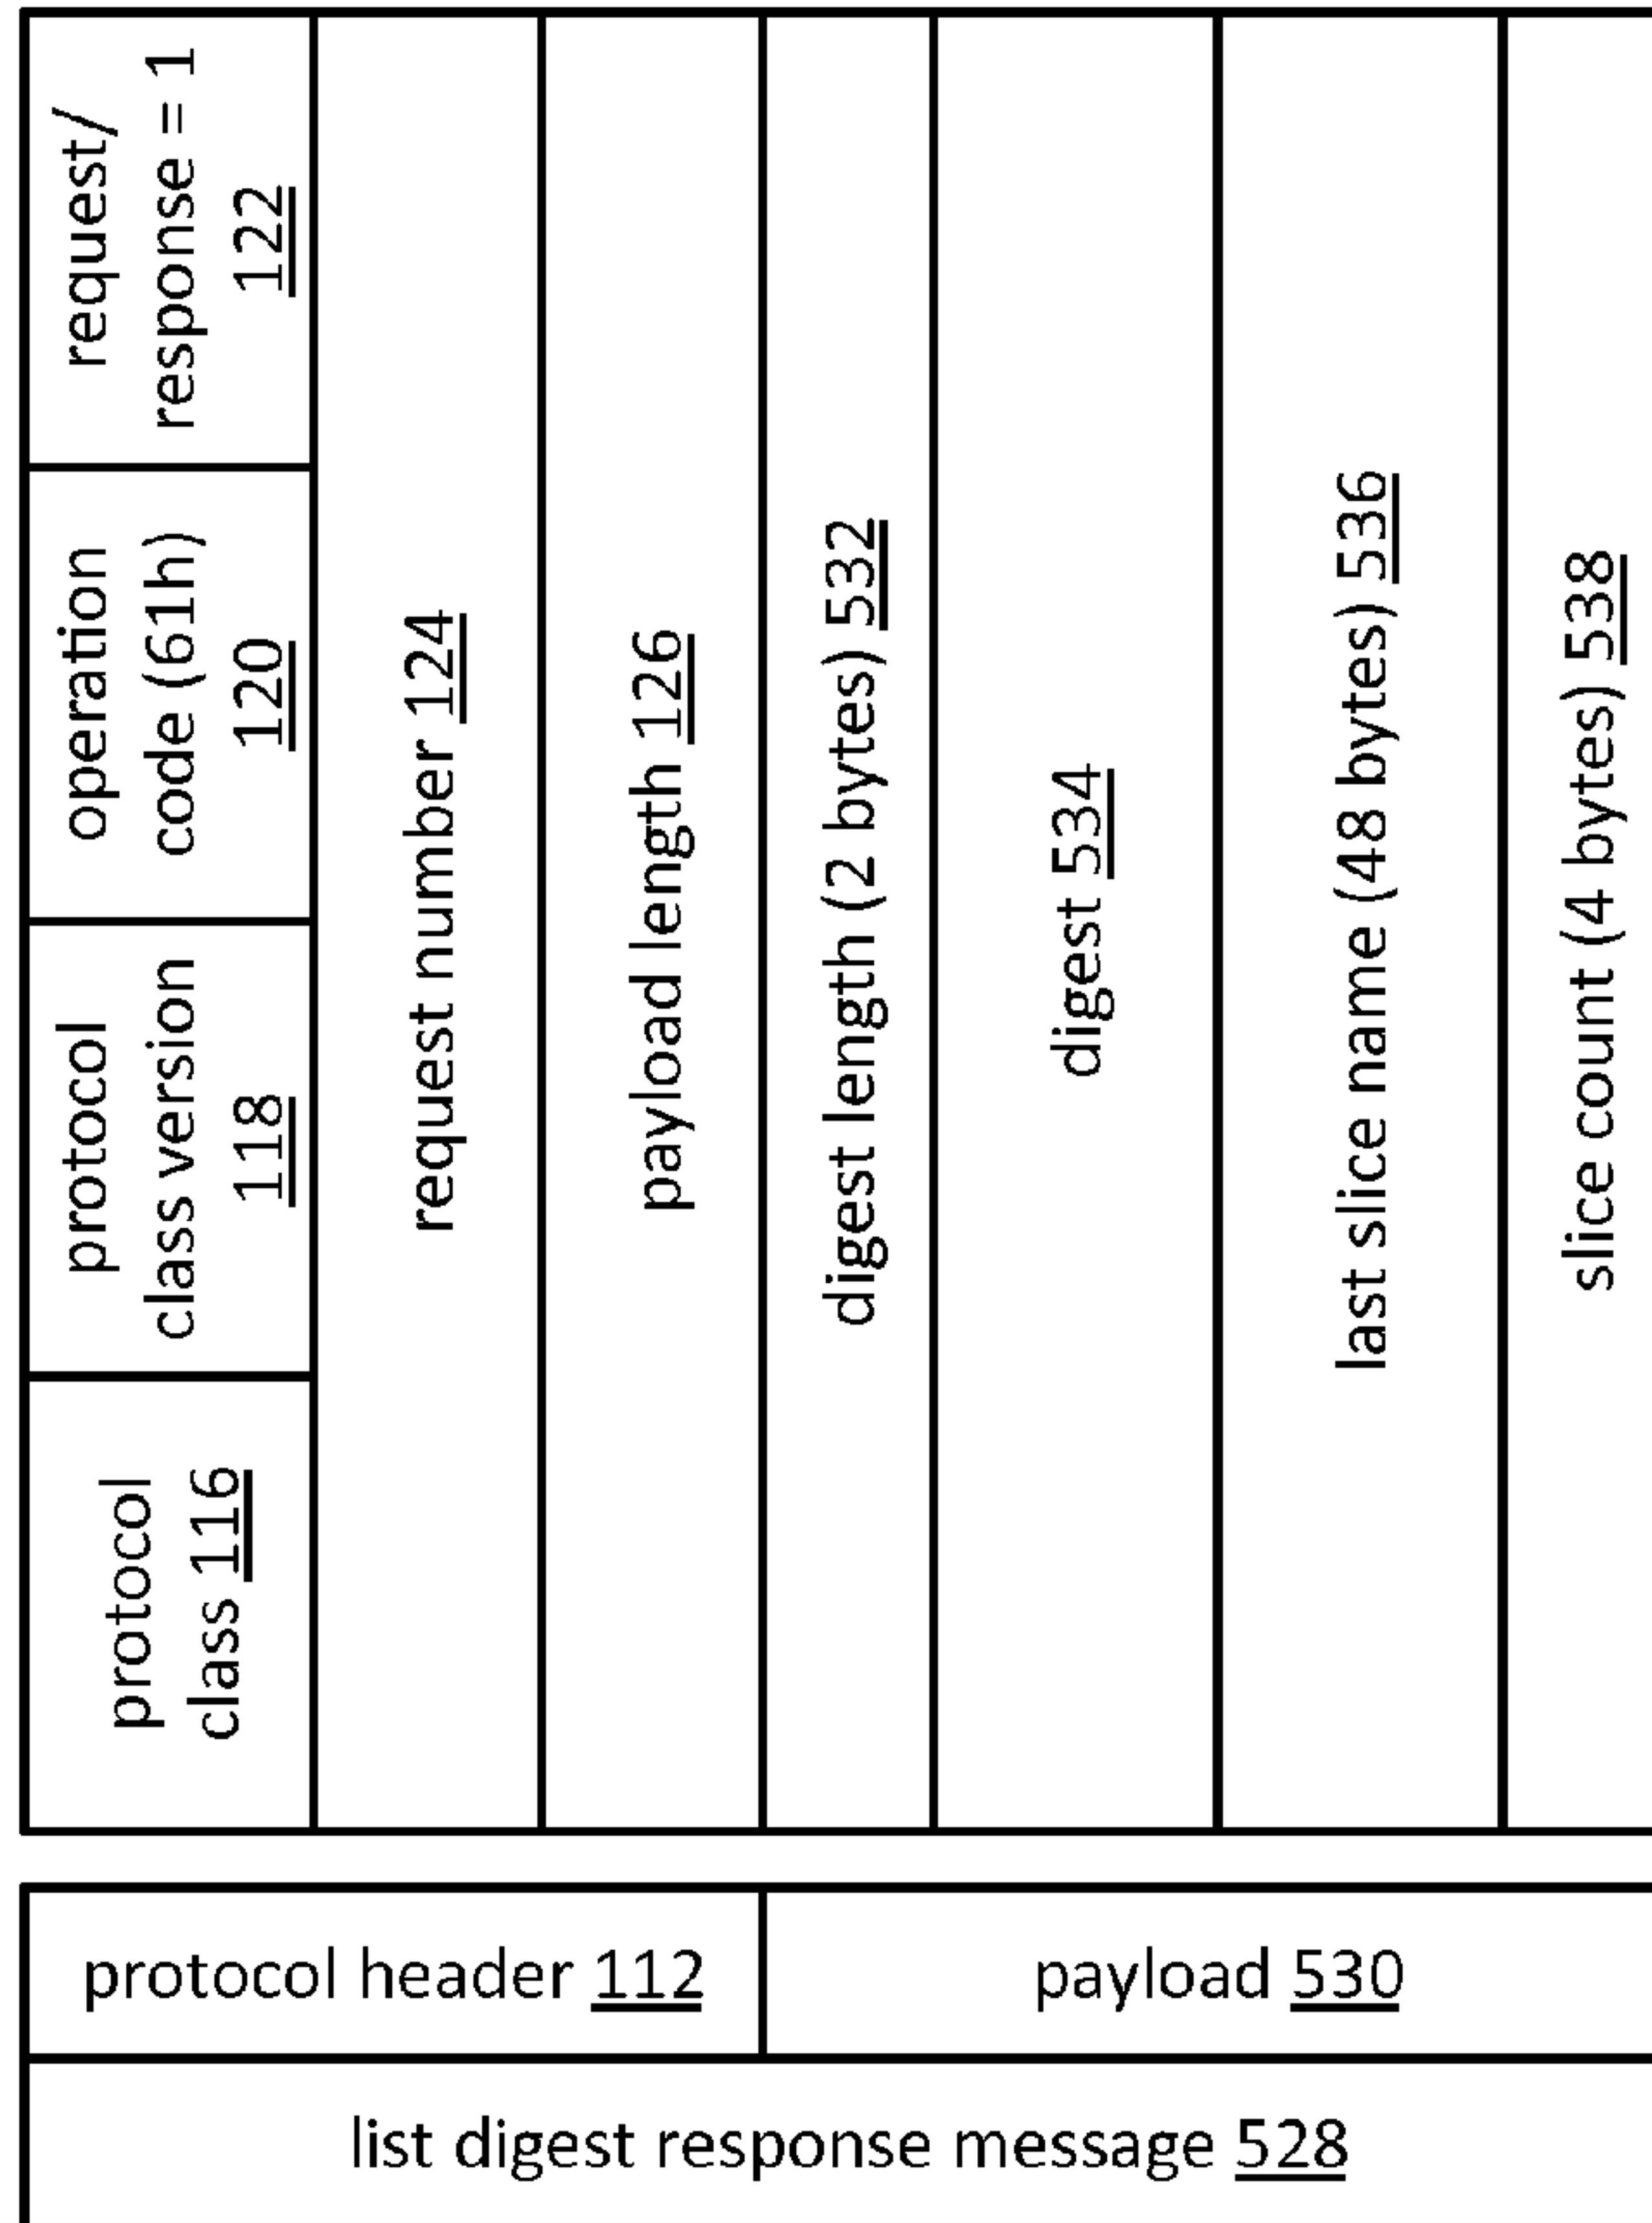 list digest response message 528
protocol header 112
payload 530
protocol
class 116
protocol
class version
118
operation
code (61h)
120
request/
response = 1
122
request number 124
payload length 126
digest length (2 bytes) 532
digest 534
last slice name (48 bytes) 536
slice count (4 bytes) 538